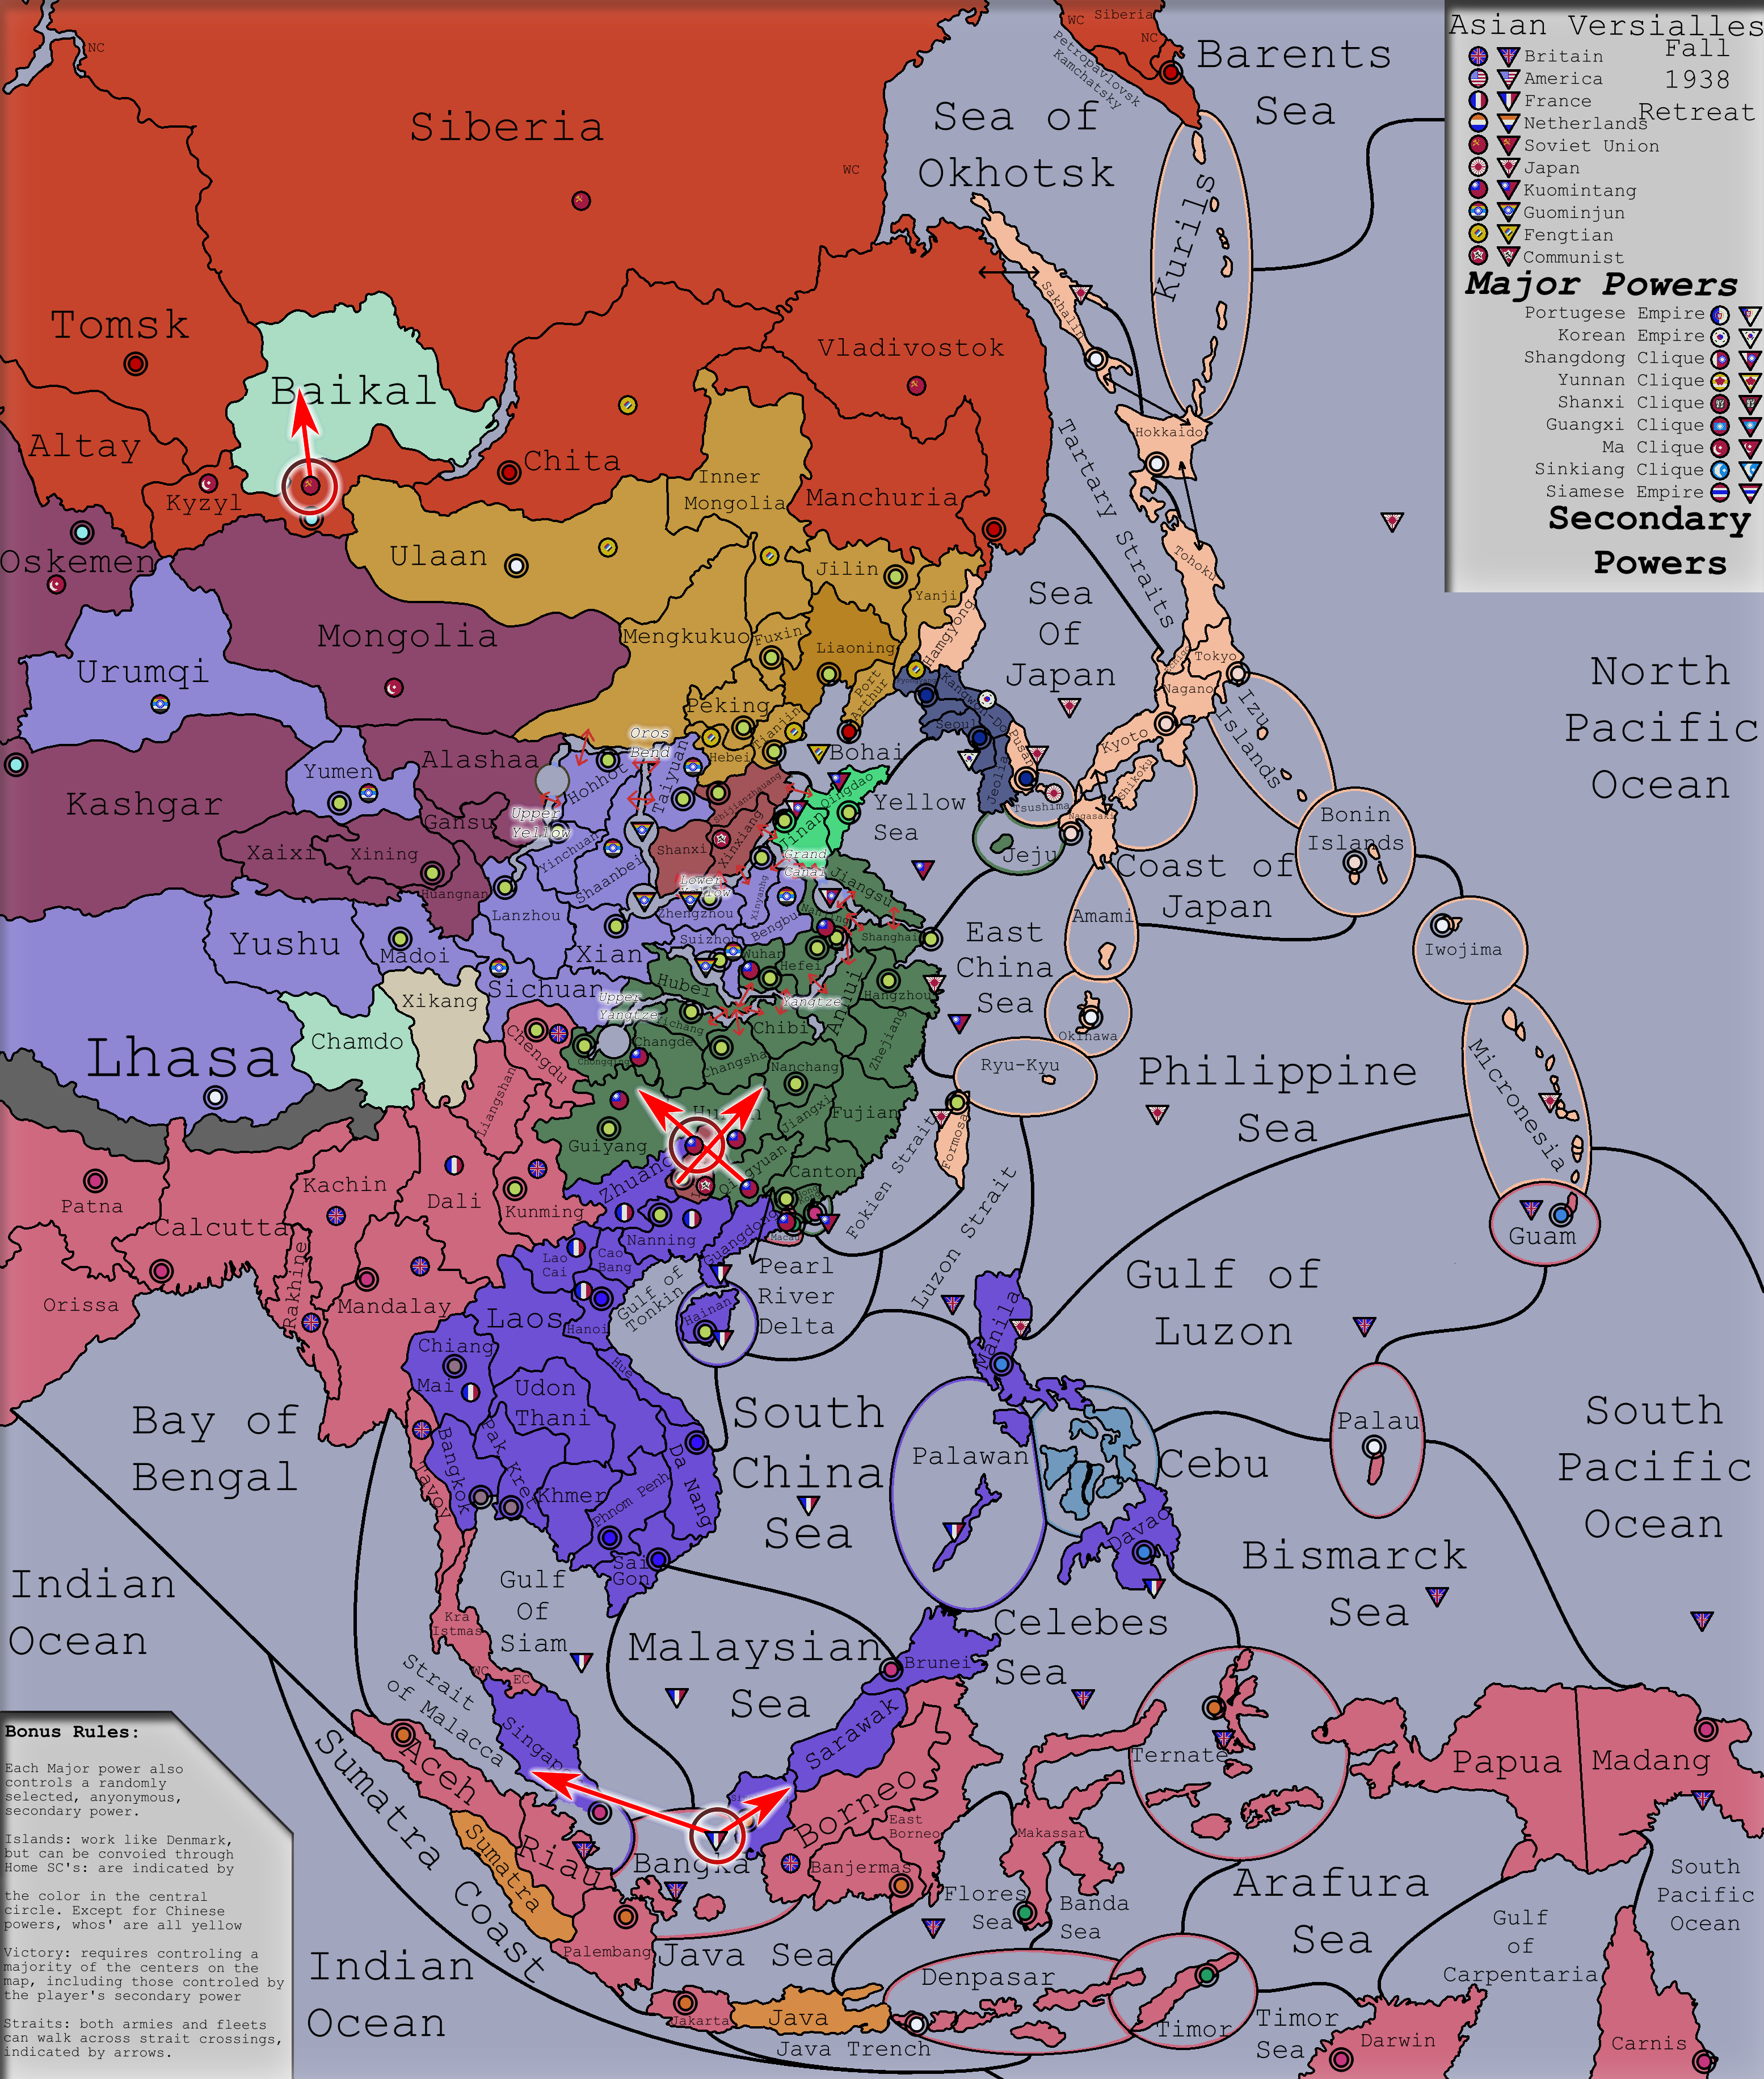 Asian Versialles
Fall
1938
Retreat
Britain
America
France
Netherlands
Soviet Union
Japan
Kuomintang
Guominjun
Fengtian
Communist
Major Powers
Portugese Empire
Korean Empire
Shangdong Clique
Yunnan Clique
Shanxi Clique
Guangxi Clique
Ma Clique
Sinkiang Clique
Siamese Empire
Secondary
Powers
NC
WC
Siberia
NC
Petropavlovsk
Kamchatsky
Barents
Sea
Sea of
Okhotsk
Siberia
WC
Kurils
Sakhalin
Tomsk
Baikal
Vladivostok
Altay
Chita
Kyzyl
Inner
Mongolia
Manchuria
Hokkaido
Tartary Straits
Oskemen
Ulaan
Jilin
Tohoku
Yanji
Sea
Of
Japan
Mongolia
Mengkukuo
Fuxin
Liaoning
Hamgyong
Urumqi
Tokyo
Nagano
Izu
Islands
North
Pacific
Ocean
Peking
Port
Arthur
Kangwon-Do
Seoul
Oros
Bend
Hebei
Tianjin
Bohai
Pusan
Kyoto
Alashaa
Yumen
Hohhot
Taiyuan
Shijianzhuang
Qingdao
Jeolia
Shikoku
Kashgar
Upper
Yellow
Gansu
Yellow
Sea
Tsushima
Nagasaki
Bonin
Islands
Xaixi
Xining
Yinchuan
Shanxi
Xinxiang
Jinan
Grand
Canal
Jeju
Coast of
Japan
Huangnan
Shaanbei
Lower
Yellow
Jiangsu
Lanzhou
Zhengzhou
Bengbu
Nanjing
Amami
Yushu
Madoi
Xian
Suizhou
Shanghai
East
China
Sea
Iwojima
Wuhan
Hefei
Sichuan
Xikang
Hubei
Anhui
Hangzhou
Upper
Yangtze
Yangtze
Okinawa
Lhasa
Chamdo
Chengdu
Yichang
Chibi
Chongqing
Changde
Changsha
Nanchang
Zhejiang
Ryu-Kyu
Philippine
Sea
Micronesia
Liangshan
Guiyang
Jiangxi
Fujian
Formosa
Fokien Strait
Patna
Kachin
Dali
Kunming
Zhuang
Qingyuan
Canton
Luzon Strait
Calcutta
Nanning
Guangdong
Macau
Guam
Lao
Cai
Cao
Bang
Gulf of
Tonkin
Pearl
River
Delta
Gulf of
Luzon
Orissa
Rakhine
Mandalay
Laos
Hanoi
Hainan
Manila
Chiang
Mai
Hue
Udon
Thani
Bay of
Bengal
South
China
Sea
Palawan
Cebu
Palau
South
Pacific
Ocean
Bangkok
Pak Kret
Tavoy
Khmer
Phnom Penh
Da Nang
Davao
Sai
Gon
Bismarck
Sea
Indian
Ocean
Gulf
Of
Siam
Kra
Istmas
WC
EC
Malaysian
Sea
Celebes
Sea
Brunei
Strait
of Malacca
Sarawak
Aceh
Ternate
Papua
Madang
Borneo
East
Borneo
Makassar
Sumatra
Riau
Bangka
Banjermas
Sumatra Coast
Flores
Sea
Banda
Sea
Arafura
Sea
South
Pacific
Ocean
Gulf
of
Carpentaria
Indian
Ocean
Palembang
Java Sea
Denpasar
Jakarta
Java
Java Trench
Timor
Timor
Sea
Darwin
Carnis
Bonus Rules:
Each Major power also
controls a randomly
selected, anyonymous,
secondary power.
Islands: work like Denmark,
but can be convoied through
Home SC's: are indicated by
the color in the central
circle. Except for Chinese
powers, whos' are all yellow
Victory: requires controling a
majority of the centers on the
map, including those controled by
the player's secondary power
Straits: both armies and fleets
can walk across strait crossings,
indicated by arrows.